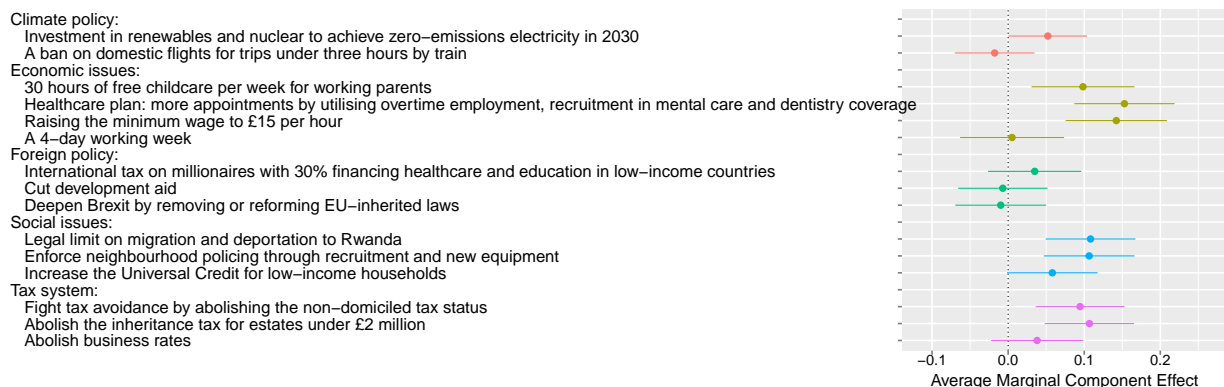 Climate policy:
Investment in renewables and nuclear to achieve zero−emissions electricity in 2030
A ban on domestic flights for trips under three hours by train
Economic issues:
30 hours of free childcare per week for working parents
Healthcare plan: more appointments by utilising overtime employment, recruitment in mental care and dentistry coverage
Raising the minimum wage to £15 per hour
A 4−day working week
Foreign policy:
International tax on millionaires with 30% financing healthcare and education in low−income countries
Cut development aid
Deepen Brexit by removing or reforming EU−inherited laws
Social issues:
Legal limit on migration and deportation to Rwanda
Enforce neighbourhood policing through recruitment and new equipment
Increase the Universal Credit for low−income households
Tax system:
Fight tax avoidance by abolishing the non−domiciled tax status
Abolish the inheritance tax for estates under £2 million
Abolish business rates
−0.1 0.0 0.1 0.2
Average Marginal Component Effect